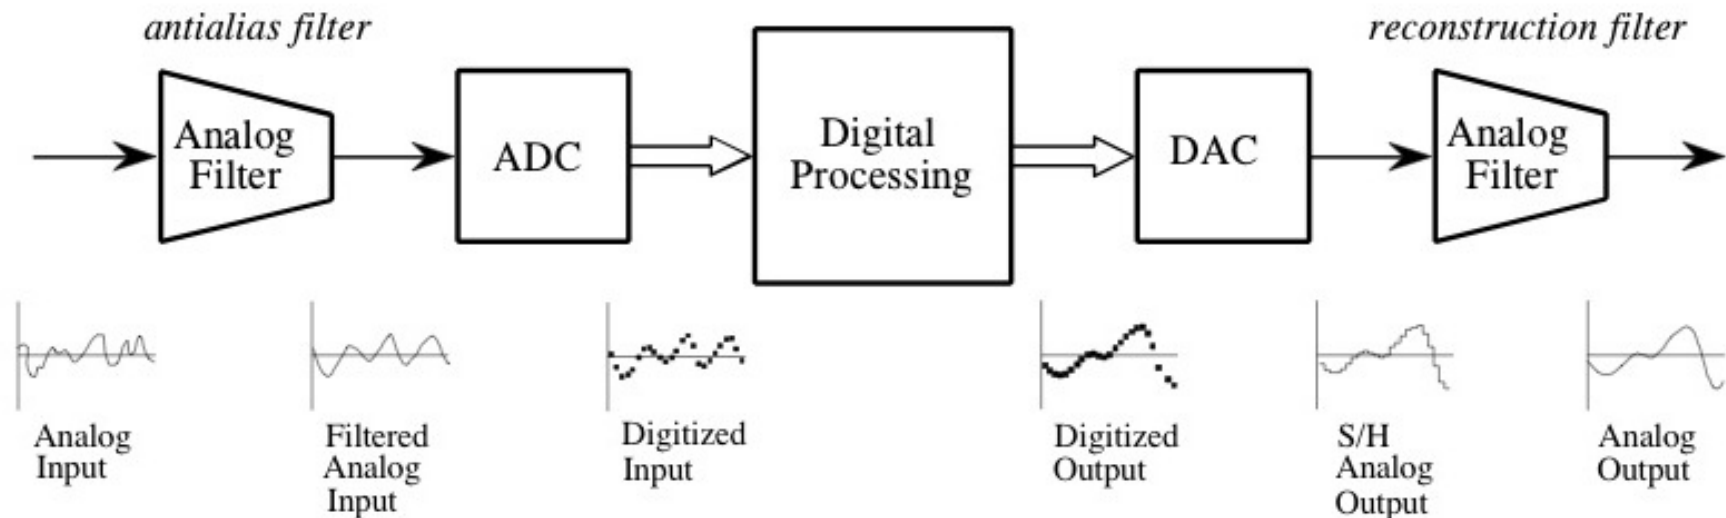 antialias filter
reconstruction filter
Analog
Filter
ADC
Digital
Processing
DAC
Analog
Filter
Analog
Input
Filtered
Analog
Input
Digitized
Input
Digitized
Output
S/H
Analog
Output
Analog
Output